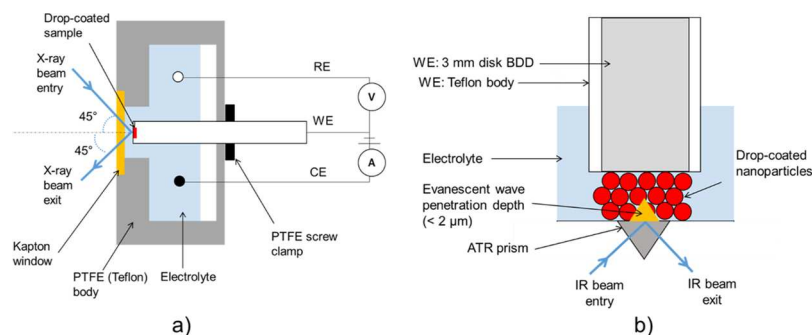 Drop-coated
sample
X-ray
beam
entry
45°
45°
X-ray
beam
exit
Kapton
window
PTFE (Teflon)
body
Electrolyte
RE
V
WE
A
CE
PTFE screw
clamp
a)
WE: 3 mm disk BDD
WE: Teflon body
Electrolyte
Evanescent wave
penetration depth
(< 2 µm)
ATR prism
Drop-coated
nanoparticles
IR beam
entry
IR beam
exit
b)